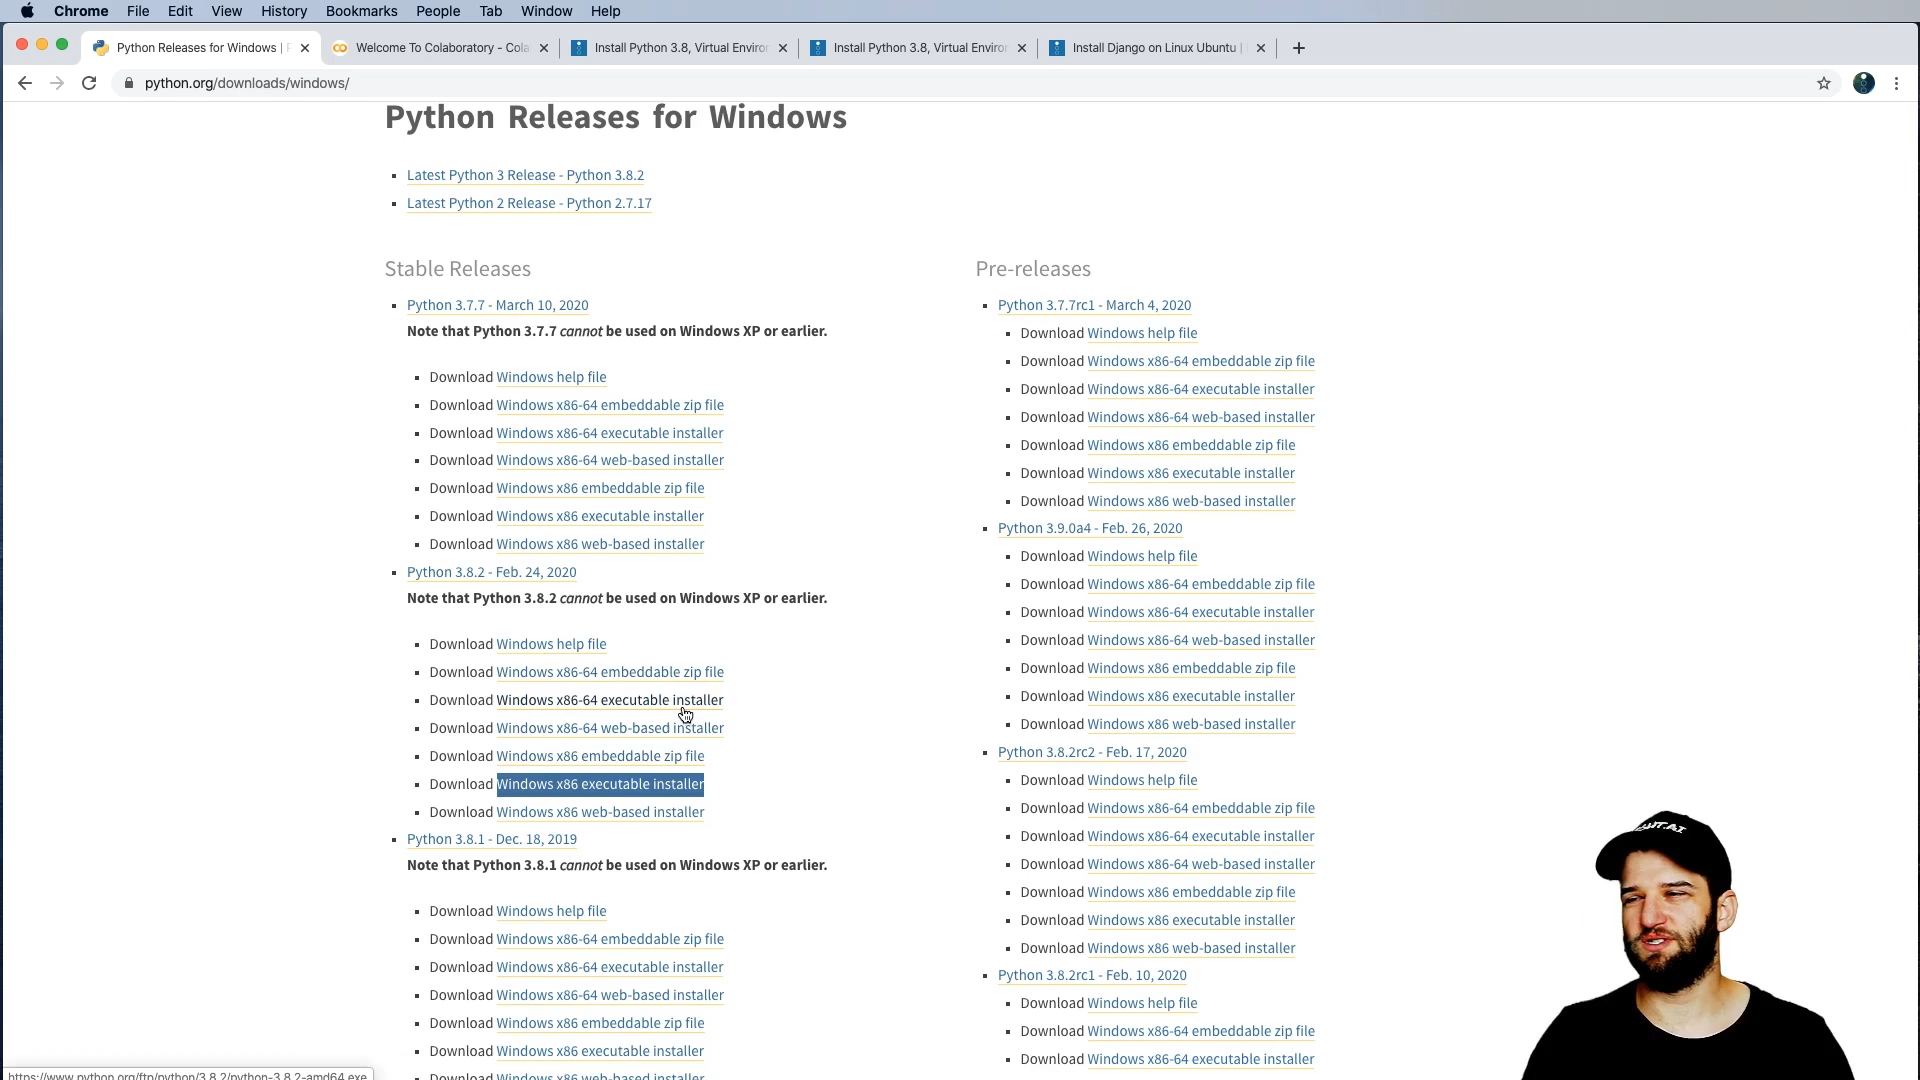 Chrome File Edit View History Bookmarks People Tab Window Help
Python Releases for Windows | Welcome To Colaboratory - Cola Install Python 3.8, Virtual Enviro Install Python 3.8, Virtual Enviro Install Django on Linux Ubuntu |
python.org/downloads/windows/
Python Releases for Windows
Latest Python 3 Release - Python 3.8.2
Latest Python 2 Release - Python 2.7.17
Stable Releases
Python 3.7.7 - March 10, 2020
Note that Python 3.7.7 cannot be used on Windows XP or earlier.
Download Windows help file
Download Windows x86-64 embeddable zip file
Download Windows x86-64 executable installer
Download Windows x86-64 web-based installer
Download Windows x86 embeddable zip file
Download Windows x86 executable installer
Download Windows x86 web-based installer
Python 3.8.2 - Feb. 24, 2020
Note that Python 3.8.2 cannot be used on Windows XP or earlier.
Download Windows help file
Download Windows x86-64 embeddable zip file
Download Windows x86-64 executable installer
Download Windows x86-64 web-based installer
Download Windows x86 embeddable zip file
Download Windows x86 executable installer
Download Windows x86 web-based installer
Python 3.8.1 - Dec. 18, 2019
Note that Python 3.8.1 cannot be used on Windows XP or earlier.
Download Windows help file
Download Windows x86-64 embeddable zip file
Download Windows x86-64 executable installer
Download Windows x86-64 web-based installer
Download Windows x86 embeddable zip file
Download Windows x86 executable installer
Download Windows x86 web-based installer
Pre-releases
Python 3.7.7rc1 - March 4, 2020
Download Windows help file
Download Windows x86-64 embeddable zip file
Download Windows x86-64 executable installer
Download Windows x86-64 web-based installer
Download Windows x86 embeddable zip file
Download Windows x86 executable installer
Download Windows x86 web-based installer
Python 3.9.0a4 - Feb. 26, 2020
Download Windows help file
Download Windows x86-64 embeddable zip file
Download Windows x86-64 executable installer
Download Windows x86-64 web-based installer
Download Windows x86 embeddable zip file
Download Windows x86 executable installer
Download Windows x86 web-based installer
Python 3.8.2rc2 - Feb. 17, 2020
Download Windows help file
Download Windows x86-64 embeddable zip file
Download Windows x86-64 executable installer
Download Windows x86-64 web-based installer
Download Windows x86 embeddable zip file
Download Windows x86 executable installer
Download Windows x86 web-based installer
Python 3.8.2rc1 - Feb. 10, 2020
Download Windows help file
Download Windows x86-64 embeddable zip file
Download Windows x86-64 executable installer
https://www.python.org/ftp/python/3.8.2/python-3.8.2-amd64.exe